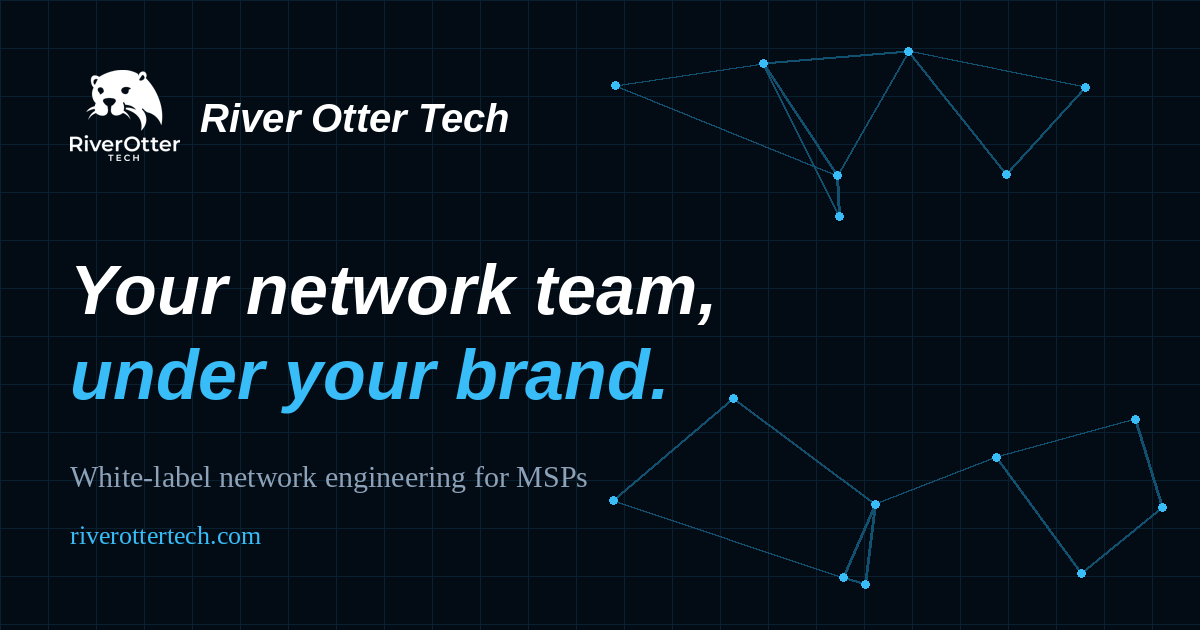 RiverOtter
TECH
River Otter Tech
Your network team,
under your brand.
White-label network engineering for MSPs
riverottertech.com